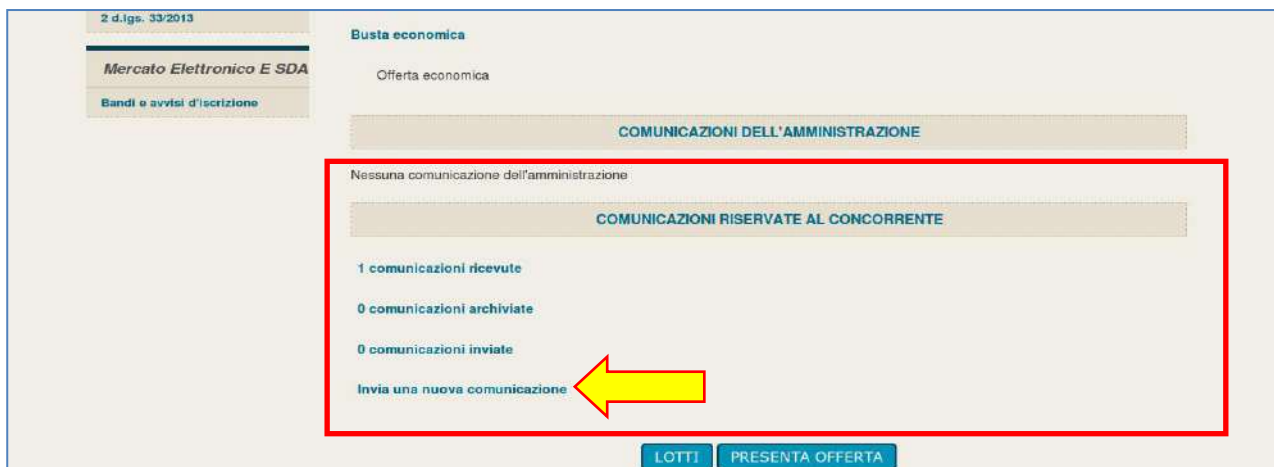 2 d.lgs. 33/2013
Mercato Elettronico E SDA
Bandi e avvisi d'iscrizione
Busta economica
Offerta economica
COMUNICAZIONI DELL'AMMINISTRAZIONE
Nessuna comunicazione dell'amministrazione
COMUNICAZIONI RISERVATE AL CONCORRENTE
1 comunicazioni ricevute
0 comunicazioni archiviate
0 comunicazioni inviate
Invia una nuova comunicazione
LOTTI PRESENTA OFFERTA